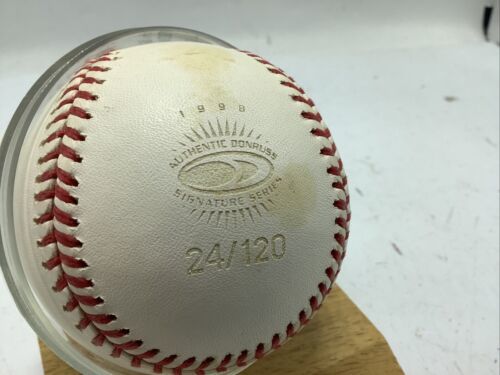 1998
AUTHENTIC DONRUSS
SIGNATURE SERIES
24/120